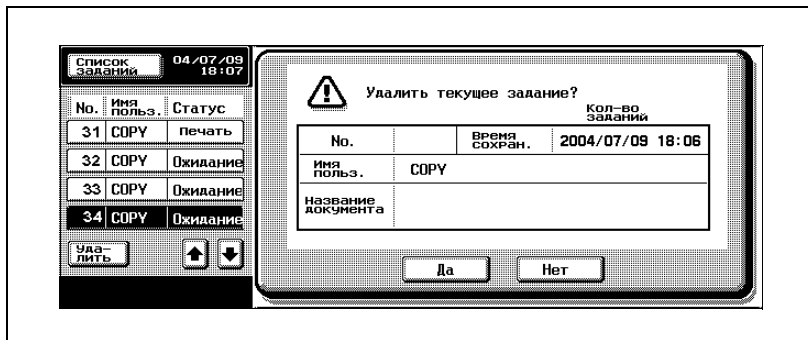 Список
заданий
04/07/09
18:07
No. Имя польз. Статус
31 COPY печать
32 COPY Ожидание
33 COPY Ожидание
34 COPY Ожидание
Уда-
лить
Удалить текущее задание?
Кол-во
заданий
No. Время сохран. 2004/07/09 18:06
Имя польз. COPY
Название
документа
Да Нет